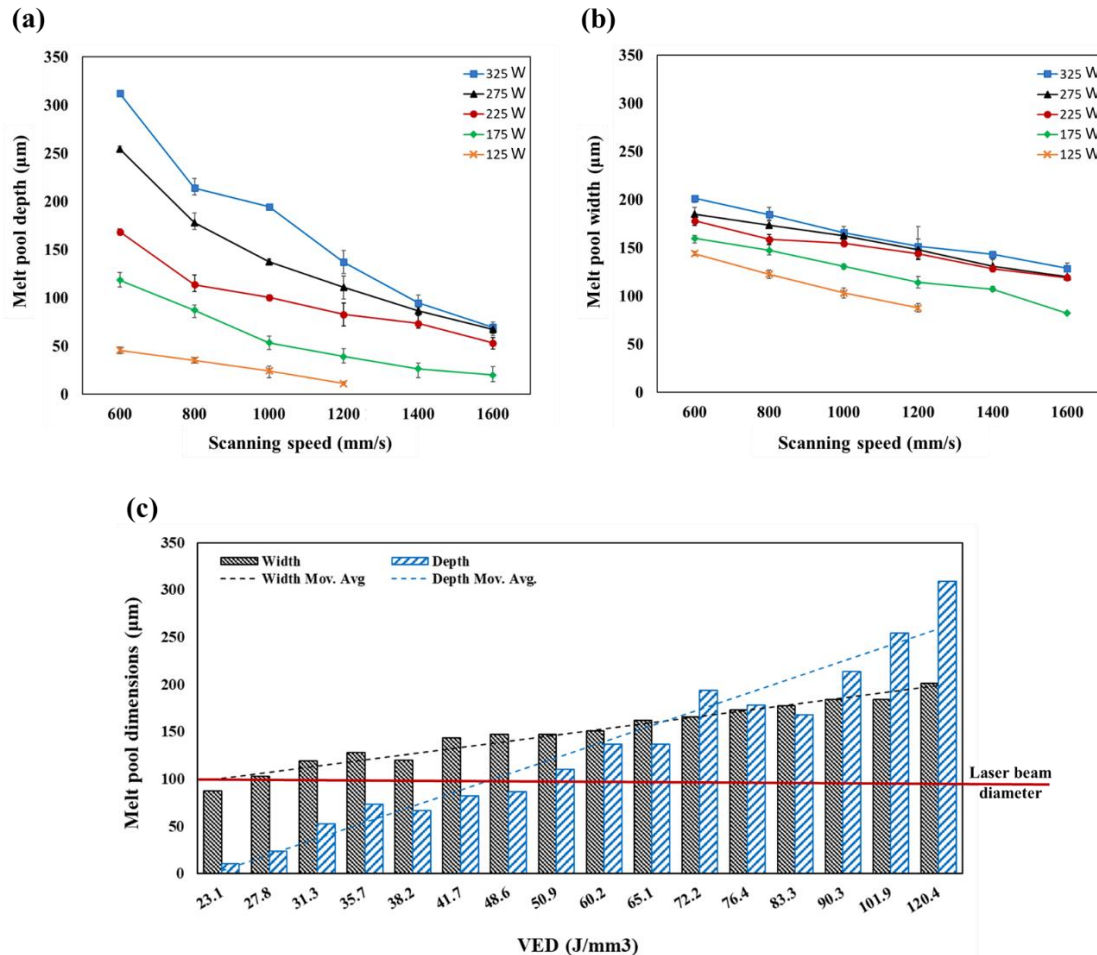 (a)
(b)
350
300
250
200
150
100
50
0
Melt pool depth (µm)
325 W
275 W
225 W
175 W
125 W
600 800 1000 1200 1400 1600
Scanning speed (mm/s)
350
300
250
200
150
100
50
0
Melt pool width (µm)
325 W
275 W
225 W
175 W
125 W
600 800 1000 1200 1400 1600
Scanning speed (mm/s)
(c)
350
300
250
200
150
100
50
0
Melt pool dimensions (µm)
Width Depth
Width Mov. Avg Depth Mov. Avg.
Laser beam
diameter
23.1 27.8 31.3 35.7 38.2 41.7 48.6 50.9 60.2 65.1 72.2 76.4 83.3 90.3 101.9 120.4
VED (J/mm3)